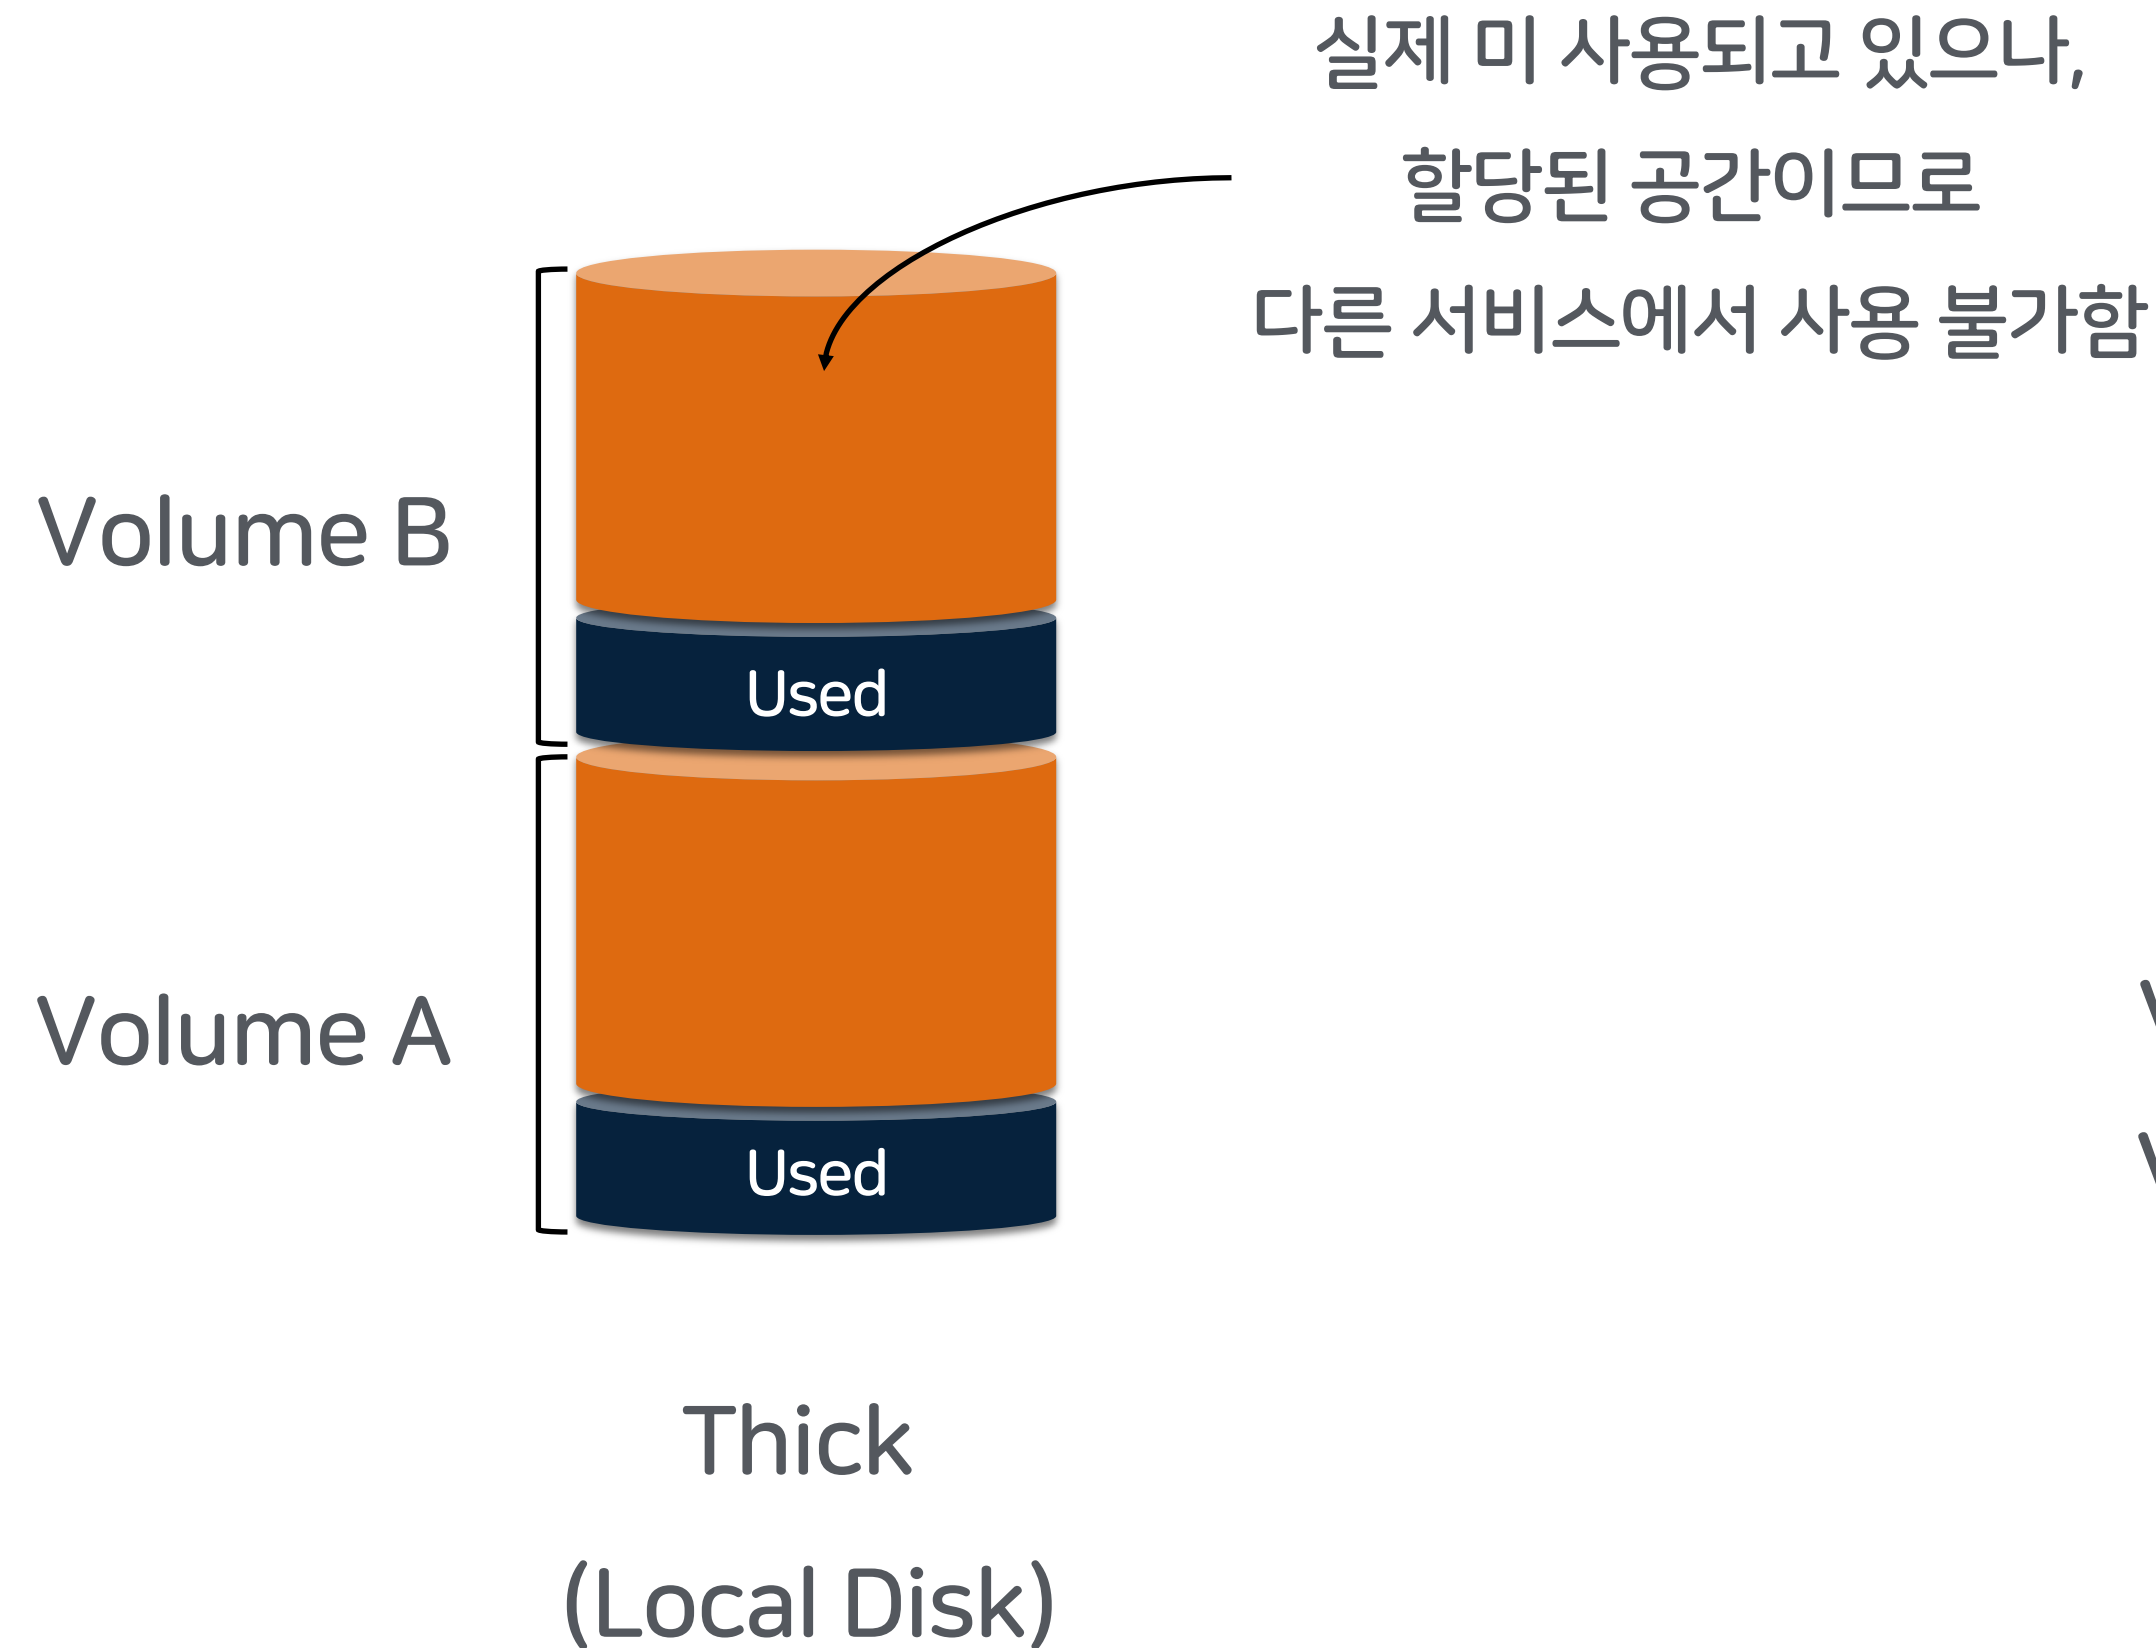 실제 미 사용되고 있으나,
할당된 공간이므로
다른 서비스에서 사용 불가함
Volume B
Used
Volume A
Used
Thick
(Local Disk)